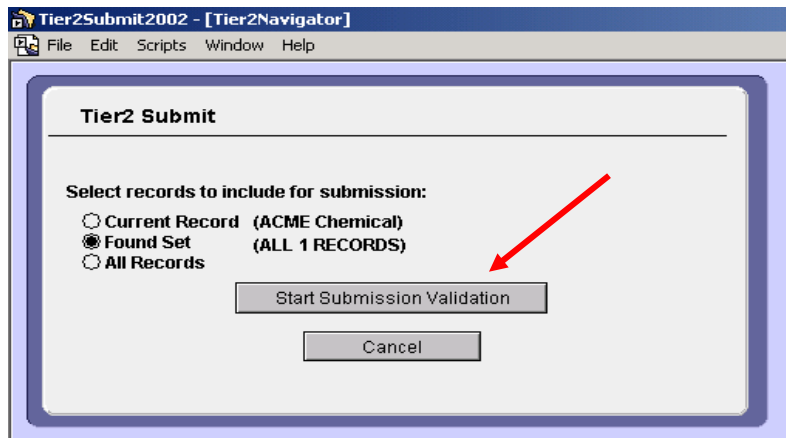 Tier2Submit2002 - [Tier2Navigator]
File Edit Scripts Window Help
Tier2 Submit
Select records to include for submission:
Current Record (ACME Chemical)
Found Set (ALL 1 RECORDS)
All Records
Start Submission Validation
Cancel